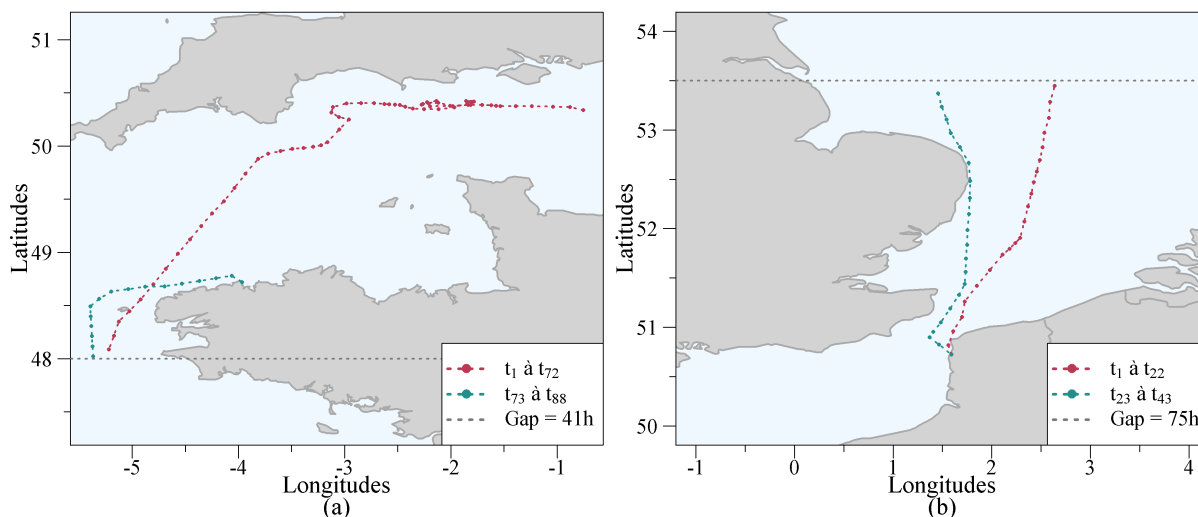 51
50
49
48
Latitudes
-5
-4
-3
-2
-1
Longitudes
(a)
t₁ à t₇₂
t₇₃ à t₈₈
Gap = 41h
54
53
52
51
50
Latitudes
-1
0
1
2
3
4
Longitudes
(b)
t₁ à t₂₂
t₂₃ à t₄₃
Gap = 75h